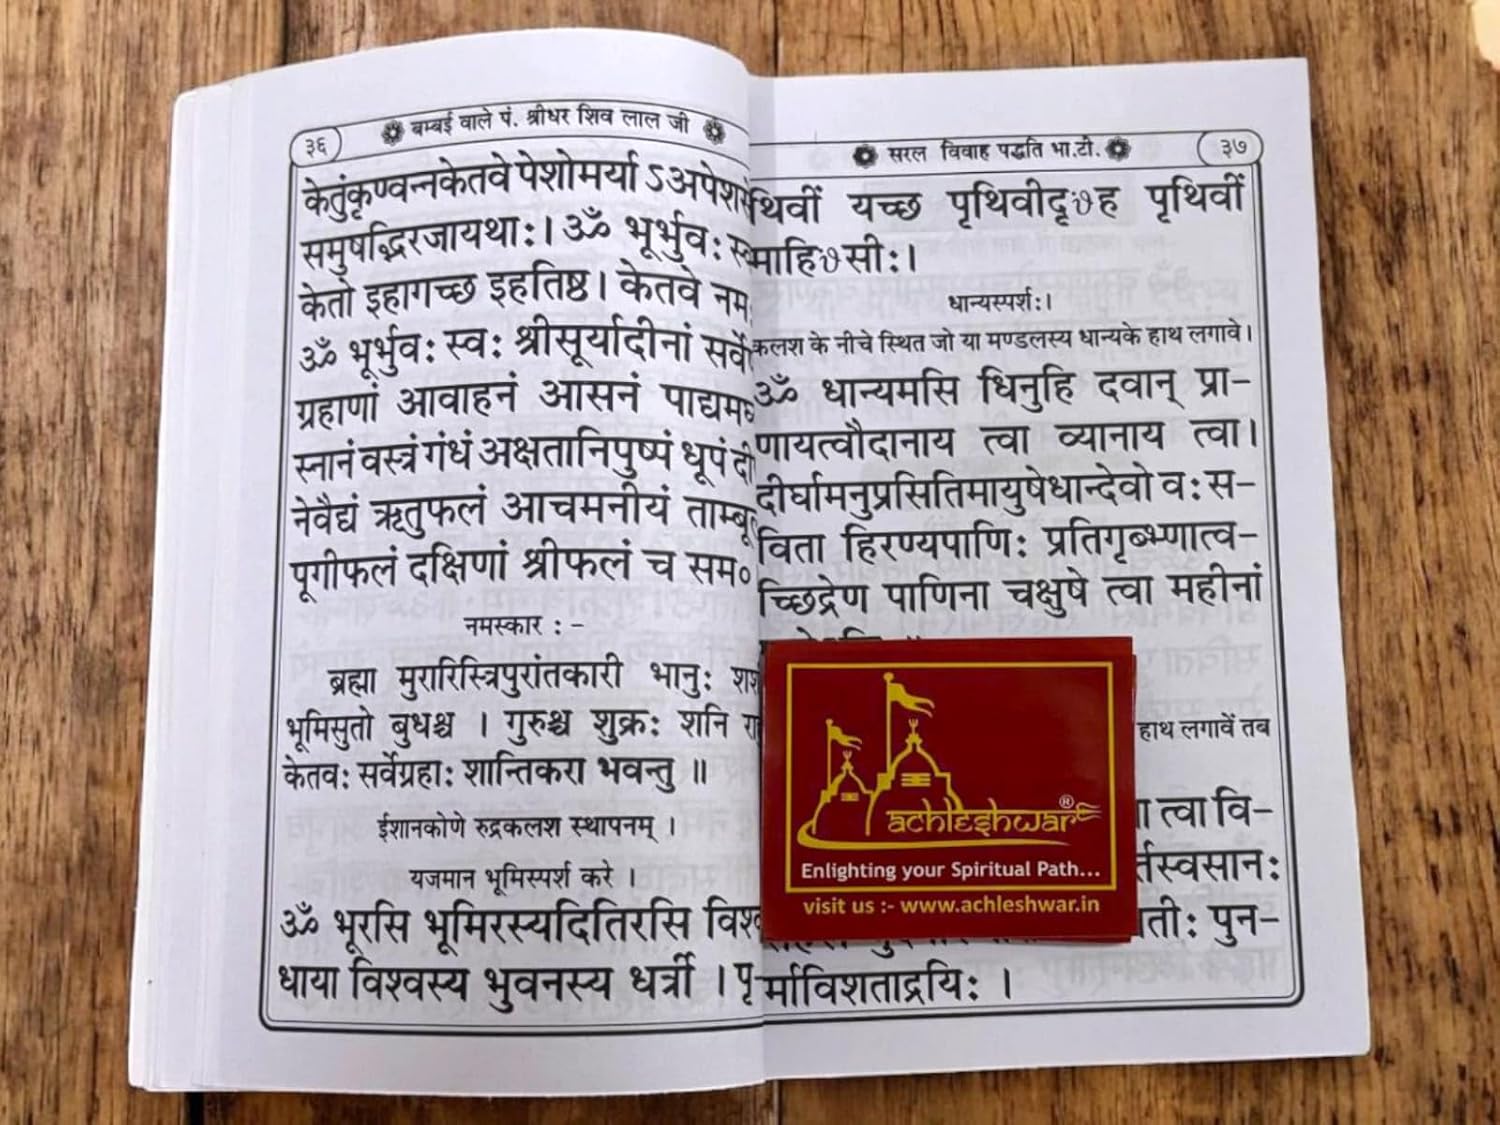 ३६
बम्बई वाले पं. श्रीधर शिव लाल जी
केतुंकृण्वन्नकेतवे पेशोमर्या ऽअपेशसे
समुषद्भिरजायथा:। ॐ भूर्भुव: स्व
केतो इहागच्छ इहतिष्ठ। केतवे नम:
ॐ भूर्भुव: स्व: श्रीसूर्यादीनां सर्वे
ग्रहाणां आवाहनं आसनं पाद्यमर्घ
स्नानं वस्त्रं गंधं अक्षतानिपुष्पं धूपं दी
नेवैद्यं ऋतुफलं आचमनीयं ताम्बू
पूगीफलं दक्षिणां श्रीफलं च सम०
नमस्कार : -
ब्रह्मा मुरारिस्त्रिपुरांतकारी भानु: शश
भूमिसुतो बुधश्च । गुरुश्च शुक्र: शनि रा
केतव: सर्वेग्रहा: शान्तिकरा भवन्तु ॥
ईशानकोणे रुद्रकलश स्थापनम् ।
यजमान भूमिस्पर्श करे ।
ॐ भूरसि भूमिरस्यदितिरसि विश्व
धाया विश्वस्य भुवनस्य धर्त्री । पृ-
सरल विवाह पद्धति भा.टी.
३७
थिवीं यच्छ पृथिवीदृ७ह पृथिवीं
माहि७सी:।
धान्यस्पर्श:।
कलश के नीचे स्थित जो या मण्डलस्य धान्यके हाथ लगावे।
ॐ धान्यमसि धिनुहि दवान् प्रा-
णायत्वौदानाय त्वा व्यानाय त्वा।
दीर्घामनुप्रसितिमायुषेधान्देवो व: स-
विता हिरण्यपाणि: प्रतिगृब्भ्णात्व-
च्छिद्रेण पाणिना चक्षुषे त्वा महीनां
हाथ लगावें तब
त्वा वि-
र्तस्वसान:
ती: पुन-
र्माविशताद्रयि: ।
achleshwar®
Enlighting your Spiritual Path...
visit us :- www.achleshwar.in